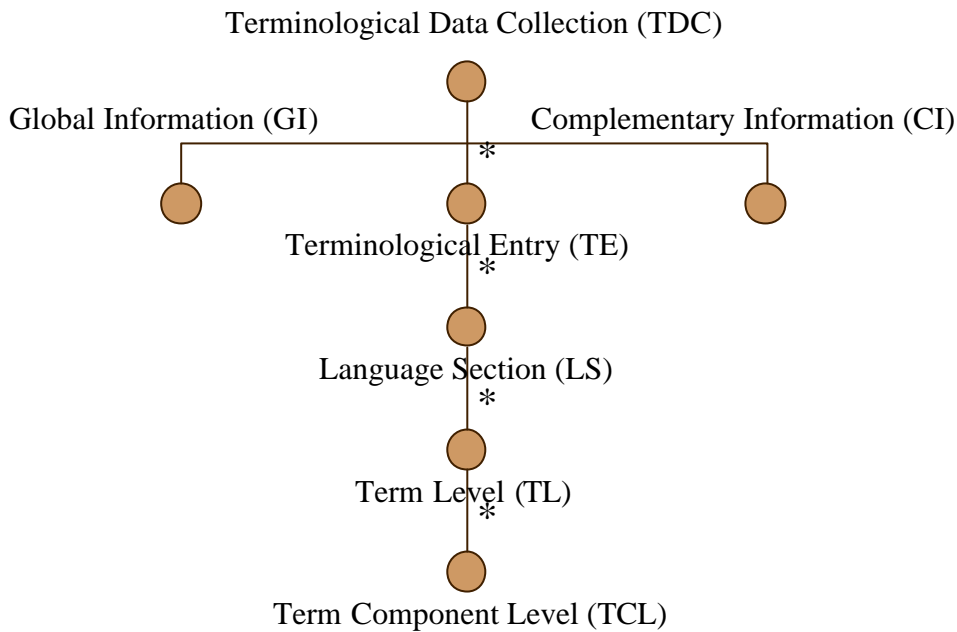 Terminological Data Collection (TDC)
Global Information (GI)
Complementary Information (CI)
*
Terminological Entry (TE)
*
Language Section (LS)
*
Term Level (TL)
*
Term Component Level (TCL)